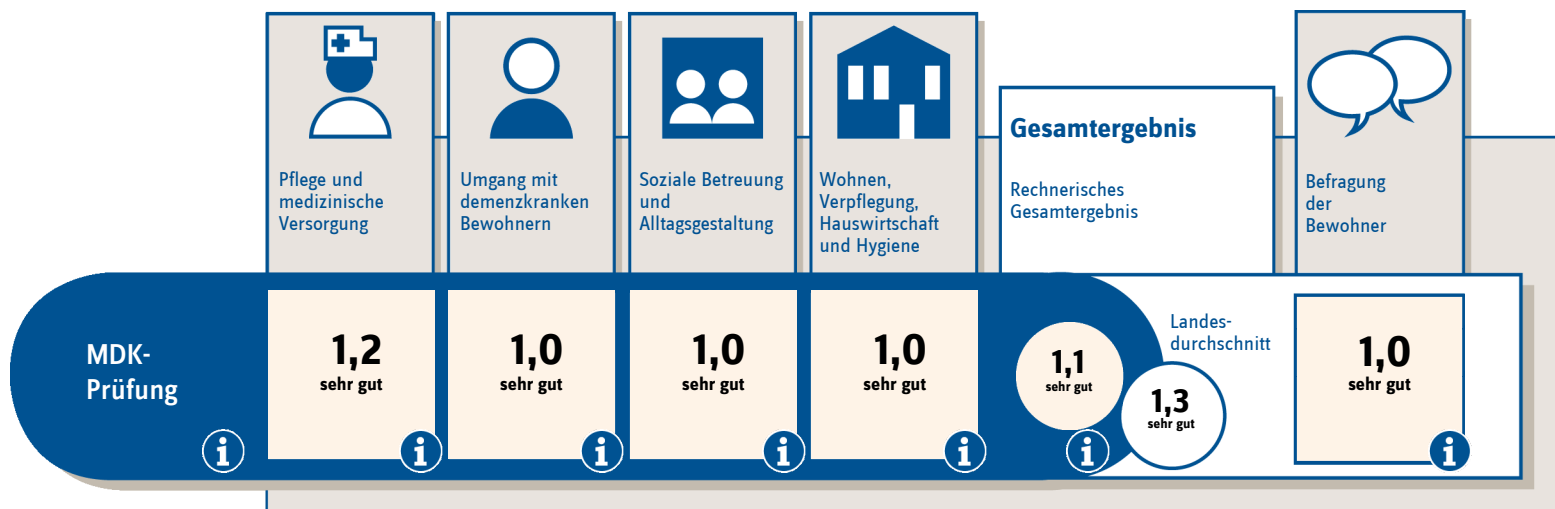 Pflege und
medizinische
Versorgung
Umgang mit
demenzkranken
Bewohnern
Soziale Betreuung
und
Alltagsgestaltung
Wohnen,
Verpflegung,
Hauswirtschaft
und Hygiene
Gesamtergebnis
Rechnerisches
Gesamtergebnis
Befragung
der
Bewohner
MDK-
Prüfung
i
1,2
sehr gut
i
1,0
sehr gut
i
1,0
sehr gut
i
1,0
sehr gut
i
1,1
sehr gut
i
Landes-
durchschnitt
1,3
sehr gut
1,0
sehr gut
i